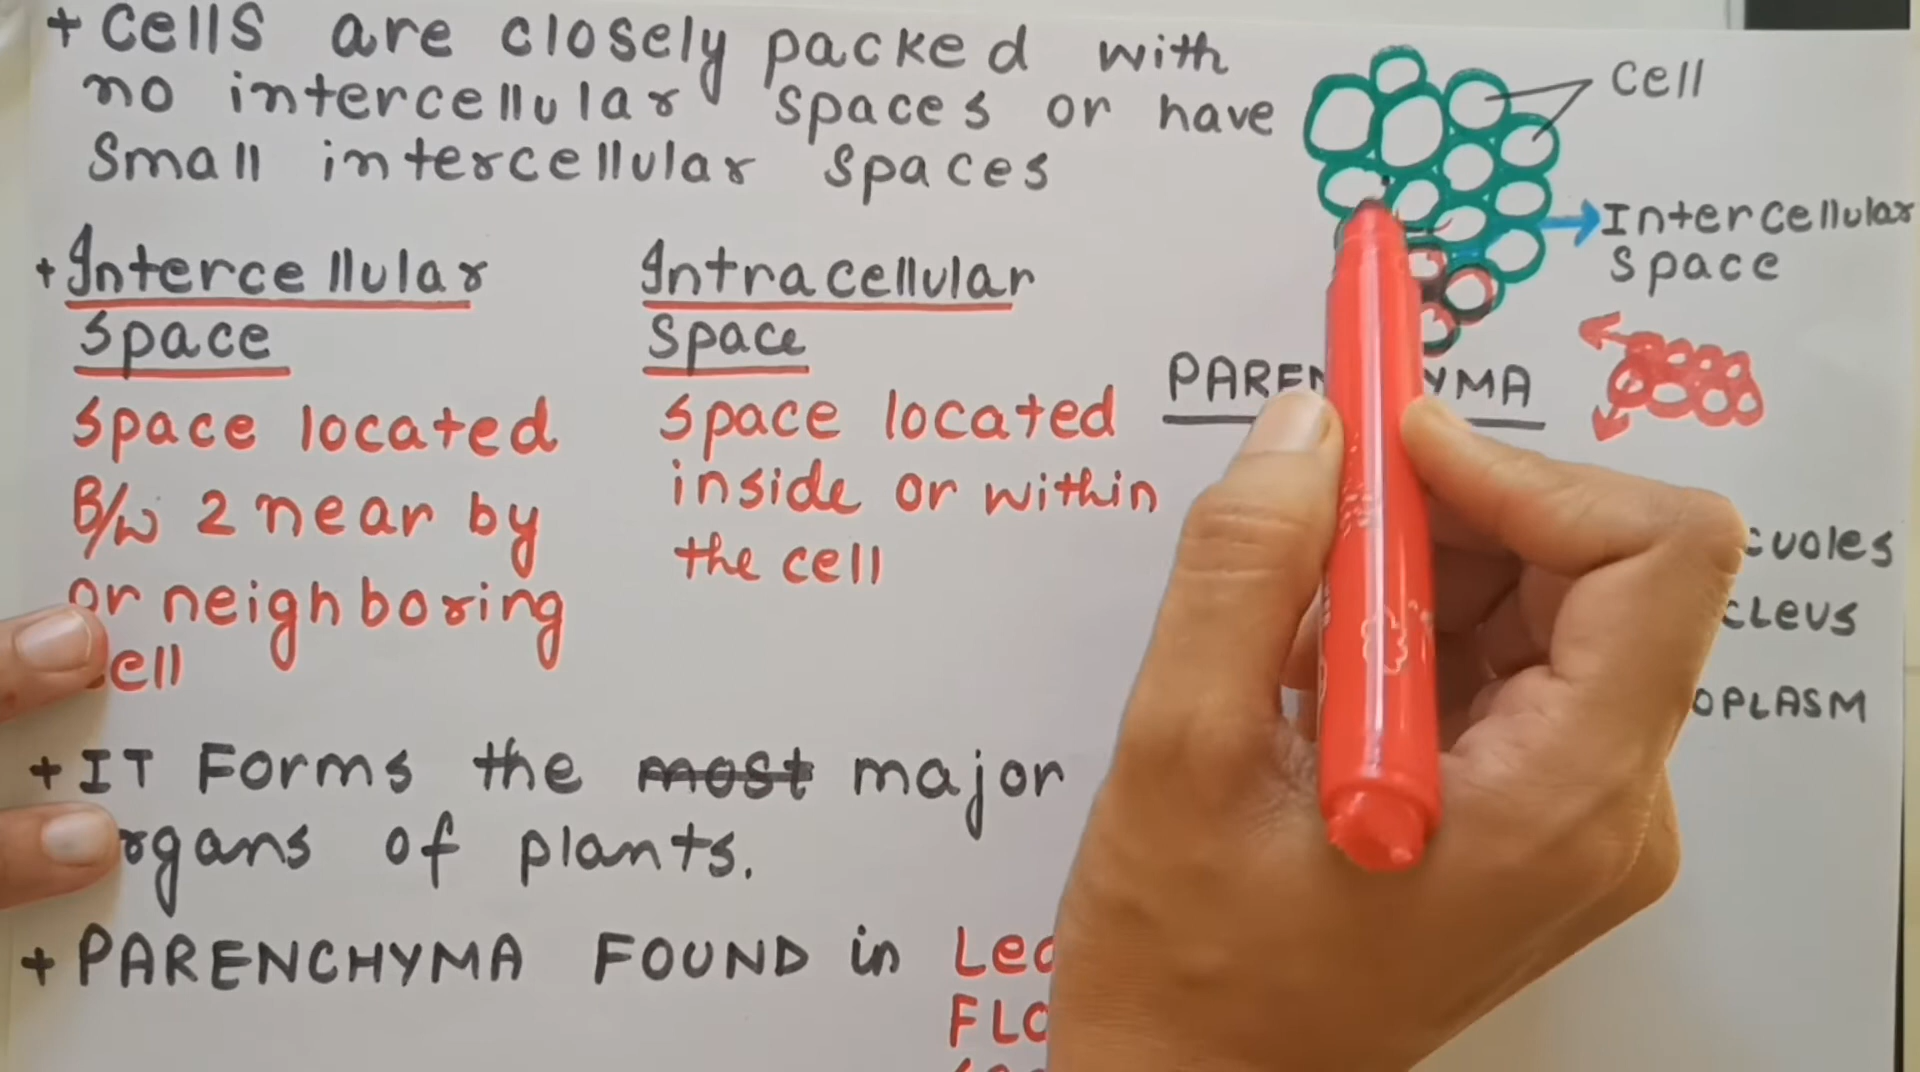 + Cells are closely packed with
no intercellular spaces or have
small intercellular spaces
+ Intercellular
Space
Space located
B/w 2 near by
or neighboring
Intracellular
Space
Space located
inside or within
the cell
+ IT Forms the most major
organs of plants.
+ PARENCHYMA FOUND in
Cell
Intercellular
Space